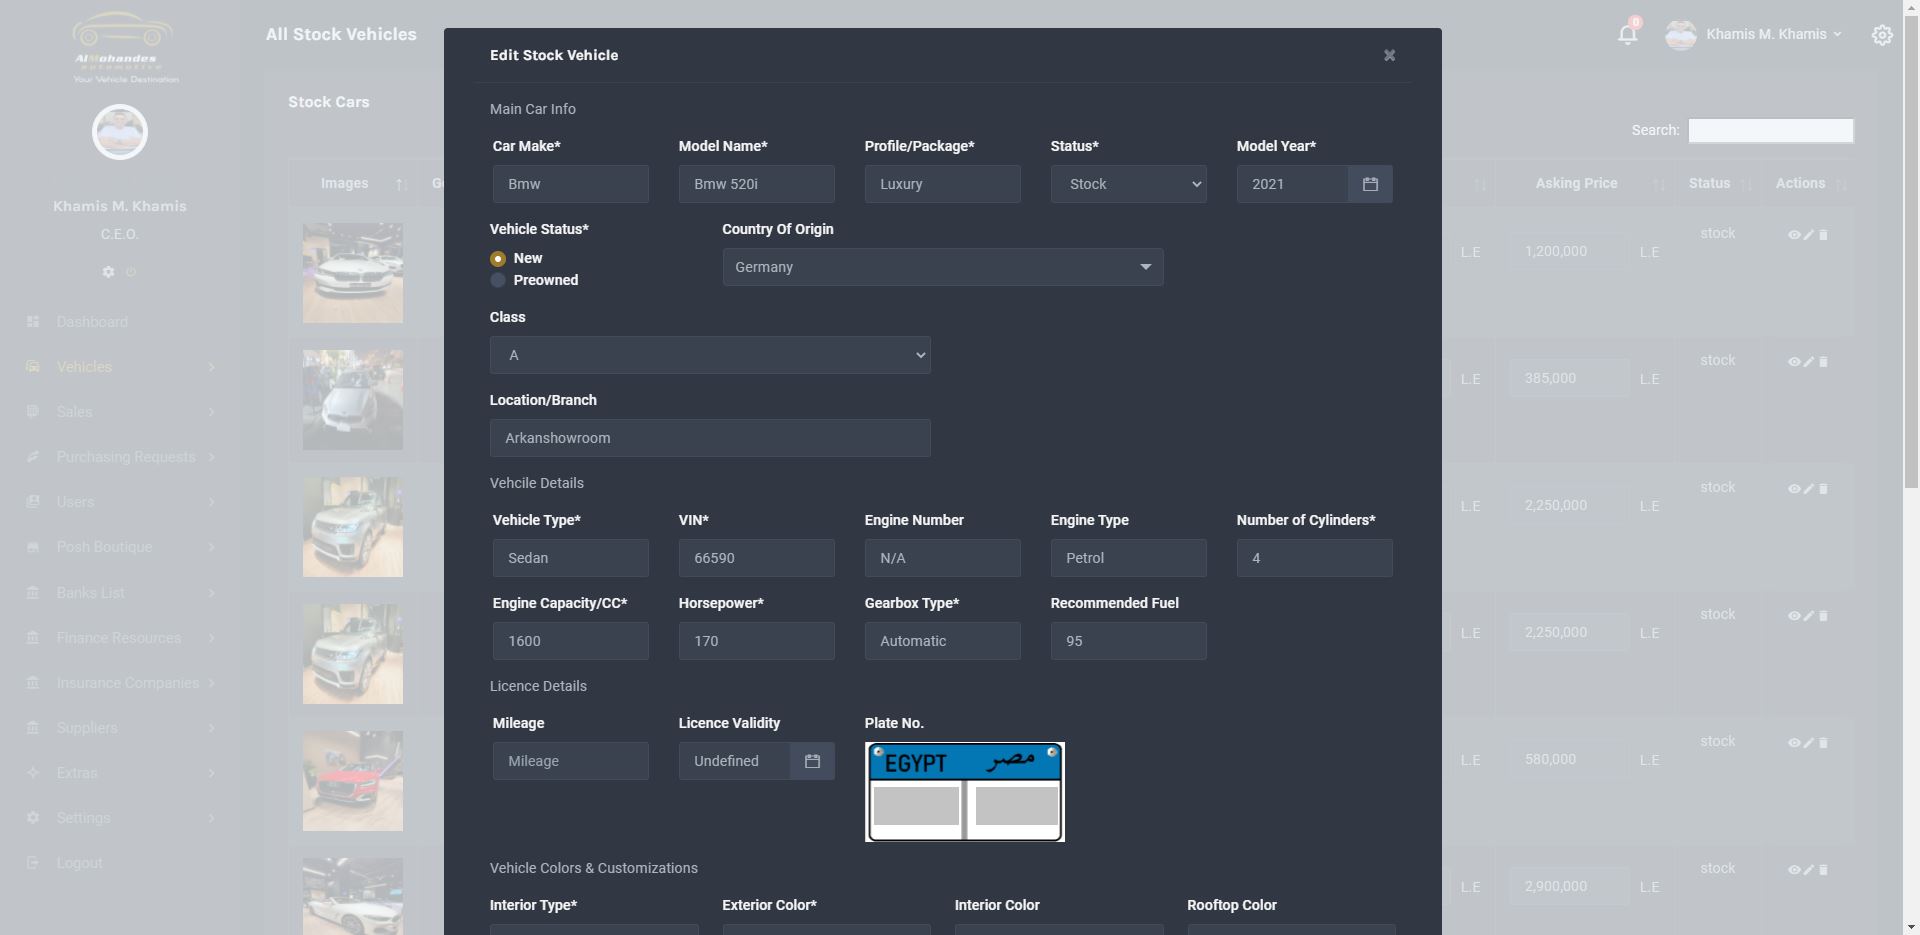 AlMohandes
automotive
Your Vehicle Destination
Khamis M. Khamis
C.E.O.
Dashboard
Vehicles
Sales
Purchasing Requests
Users
Posh Boutique
Banks List
Finance Resources
Insurance Companies
Suppliers
Extras
Settings
Logout
All Stock Vehicles
0
Khamis M. Khamis
Stock Cars
Search:
Images
Asking Price
Status
Actions
L.E
1,200,000
L.E
stock
L.E
385,000
L.E
stock
L.E
2,250,000
L.E
stock
L.E
2,250,000
L.E
stock
L.E
580,000
L.E
stock
L.E
2,900,000
L.E
stock
Edit Stock Vehicle
Main Car Info
Car Make* Model Name* Profile/Package* Status* Model Year*
Bmw Bmw 520i Luxury Stock 2021
Vehicle Status* Country Of Origin
New
Germany
Preowned
Class
A
Location/Branch
Arkanshowroom
Vehcile Details
Vehicle Type* VIN* Engine Number Engine Type Number of Cylinders*
Sedan 66590 N/A Petrol 4
Engine Capacity/CC* Horsepower* Gearbox Type* Recommended Fuel
1600 170 Automatic 95
Licence Details
Mileage Licence Validity Plate No.
Mileage Undefined
EGYPT مصر
Vehicle Colors & Customizations
Interior Type* Exterior Color* Interior Color Rooftop Color